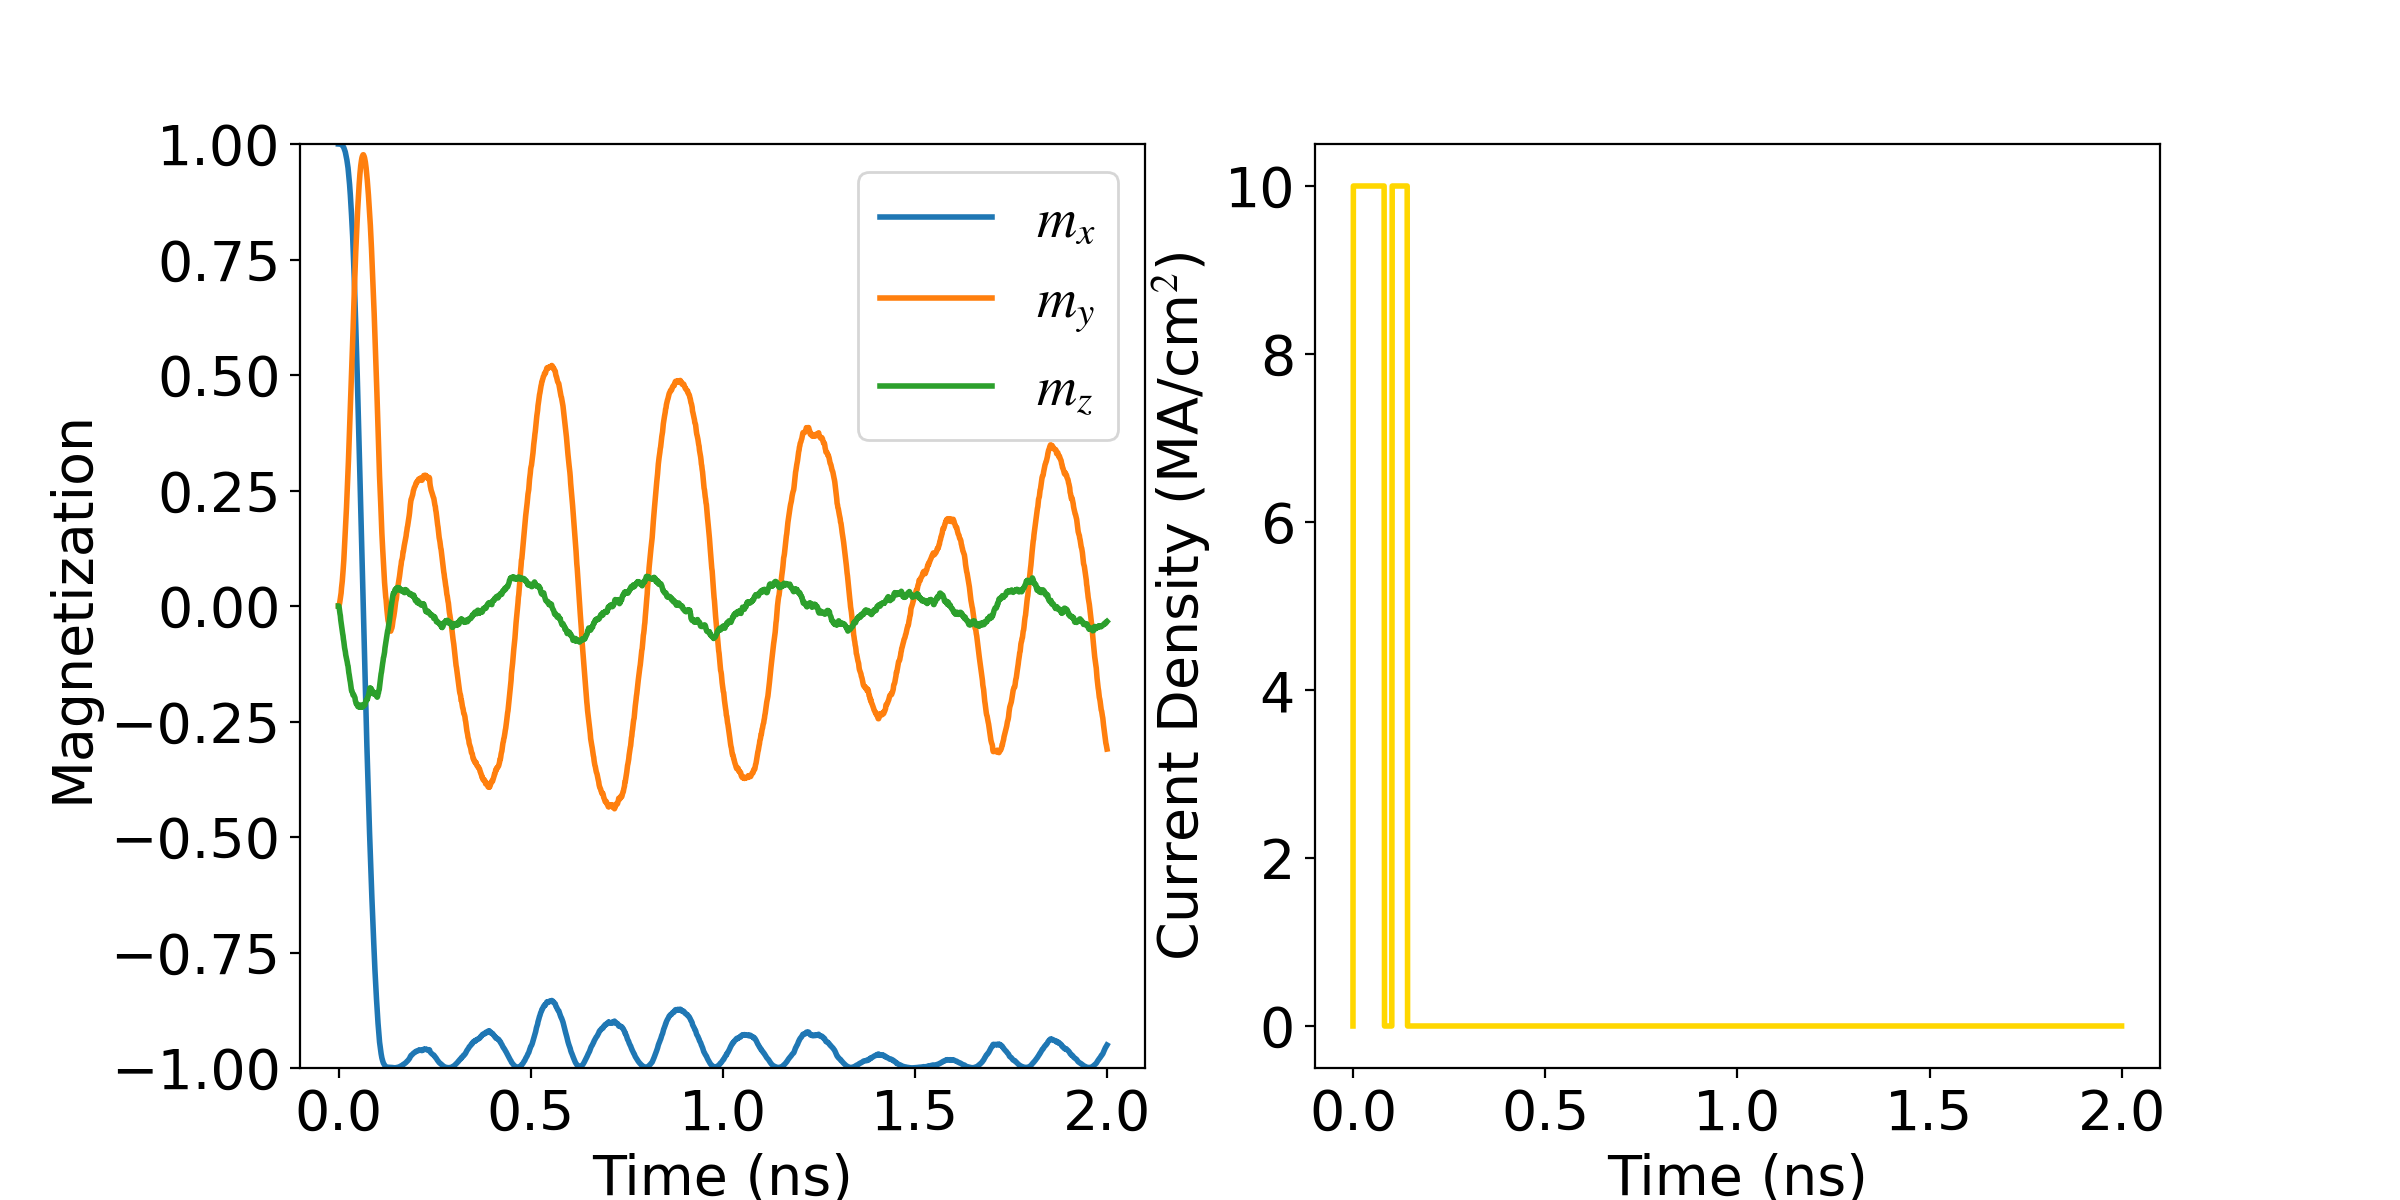 Magnetization
1.00
0.75
0.50
0.25
0.00
−0.25
−0.50
−0.75
−1.00
0.0 0.5 1.0 1.5 2.0
Time (ns)
m_x
m_y
m_z
Current Density (MA/cm²)
10
8
6
4
2
0
0.0 0.5 1.0 1.5 2.0
Time (ns)